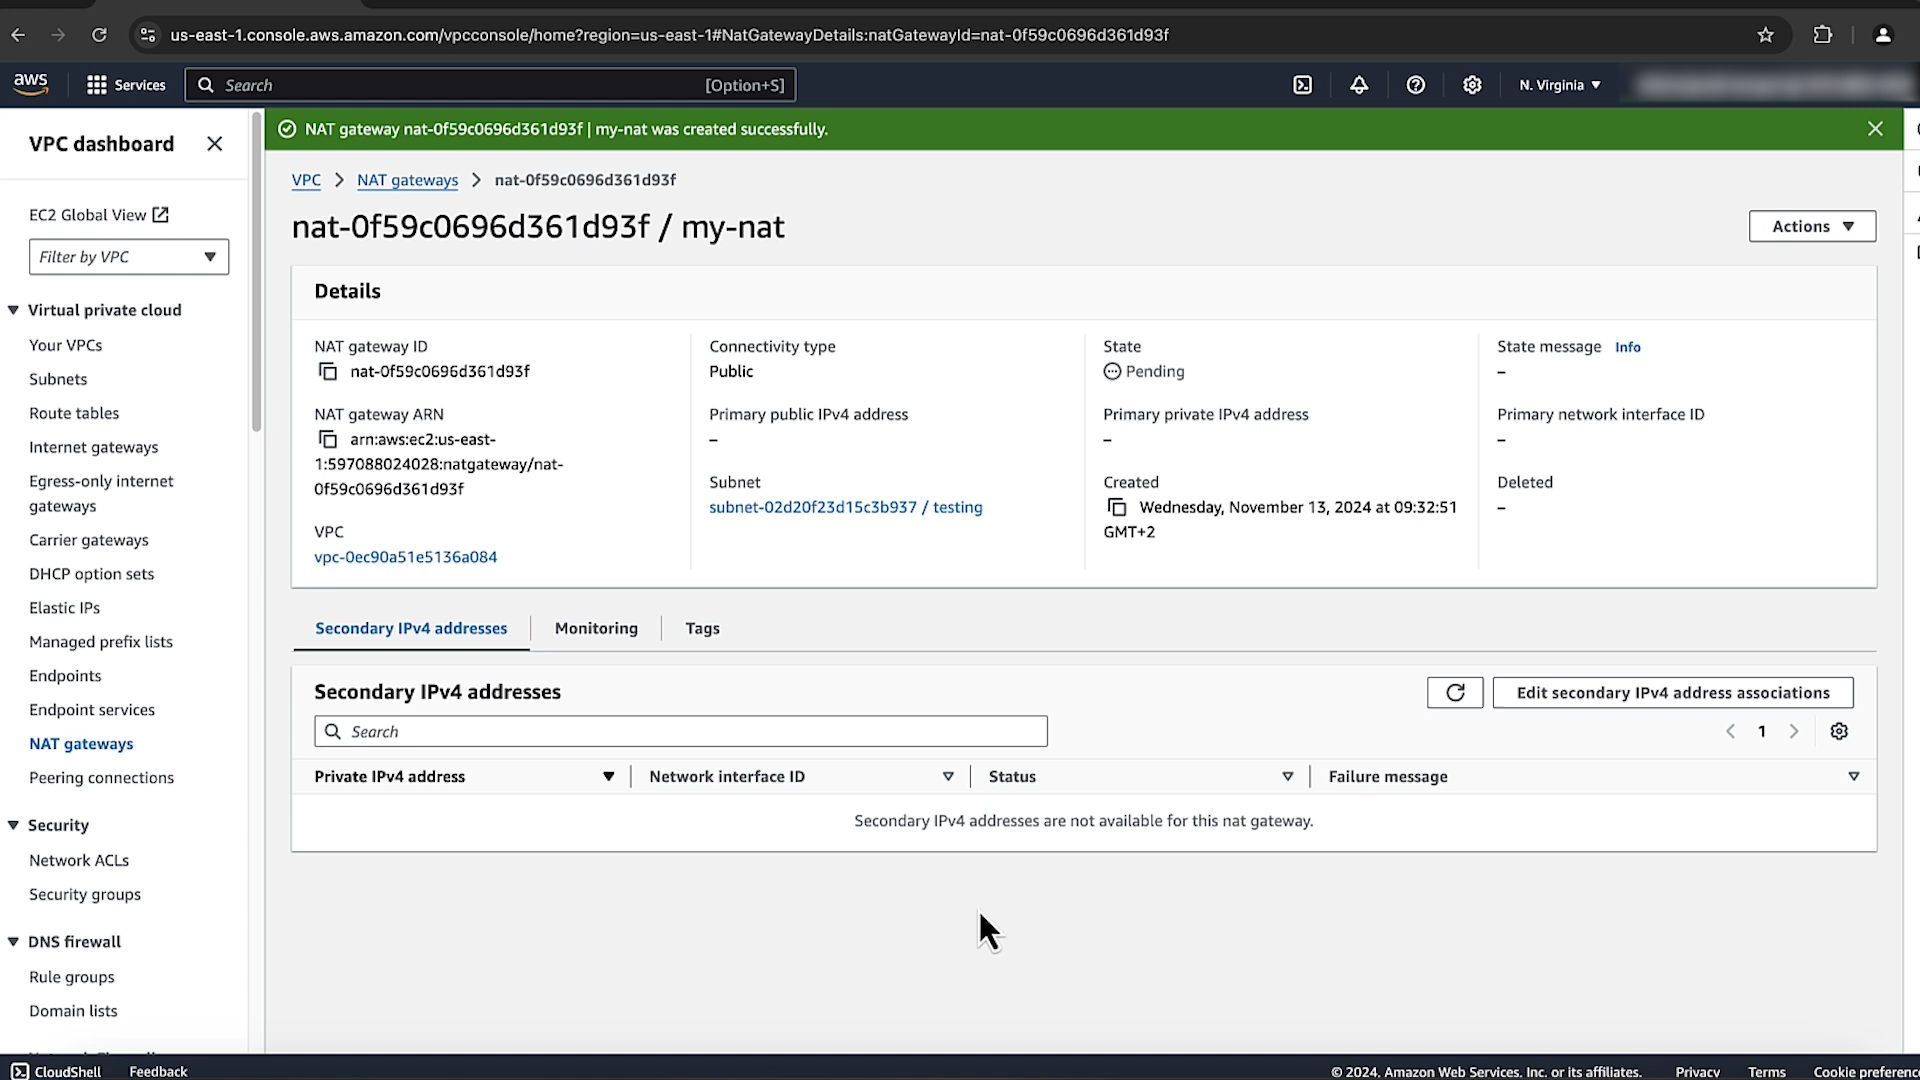 us-east-1.console.aws.amazon.com/vpcconsole/home?region=us-east-1#NatGatewayDetails:natGatewayId=nat-0f59c0696d361d93f
aws
Services
Search
[Option+S]
N. Virginia
VPC dashboard
EC2 Global View
Filter by VPC
Virtual private cloud
Your VPCs
Subnets
Route tables
Internet gateways
Egress-only internet
gateways
Carrier gateways
DHCP option sets
Elastic IPs
Managed prefix lists
Endpoints
Endpoint services
NAT gateways
Peering connections
Security
Network ACLs
Security groups
DNS firewall
Rule groups
Domain lists
NAT gateway nat-0f59c0696d361d93f | my-nat was created successfully.
VPC > NAT gateways > nat-0f59c0696d361d93f
nat-0f59c0696d361d93f / my-nat
Actions
Details
NAT gateway ID
nat-0f59c0696d361d93f
NAT gateway ARN
arn:aws:ec2:us-east-
1:597088024028:natgateway/nat-
0f59c0696d361d93f
VPC
vpc-0ec90a51e5136a084
Connectivity type
Public
Primary public IPv4 address
–
Subnet
subnet-02d20f23d15c3b937 / testing
State
Pending
Primary private IPv4 address
–
Created
Wednesday, November 13, 2024 at 09:32:51
GMT+2
State message Info
–
Primary network interface ID
–
Deleted
–
Secondary IPv4 addresses
Monitoring
Tags
Secondary IPv4 addresses
Edit secondary IPv4 address associations
Search
1
Private IPv4 address
Network interface ID
Status
Failure message
Secondary IPv4 addresses are not available for this nat gateway.
CloudShell
Feedback
© 2024, Amazon Web Services, Inc. or its affiliates.
Privacy
Terms
Cookie preference